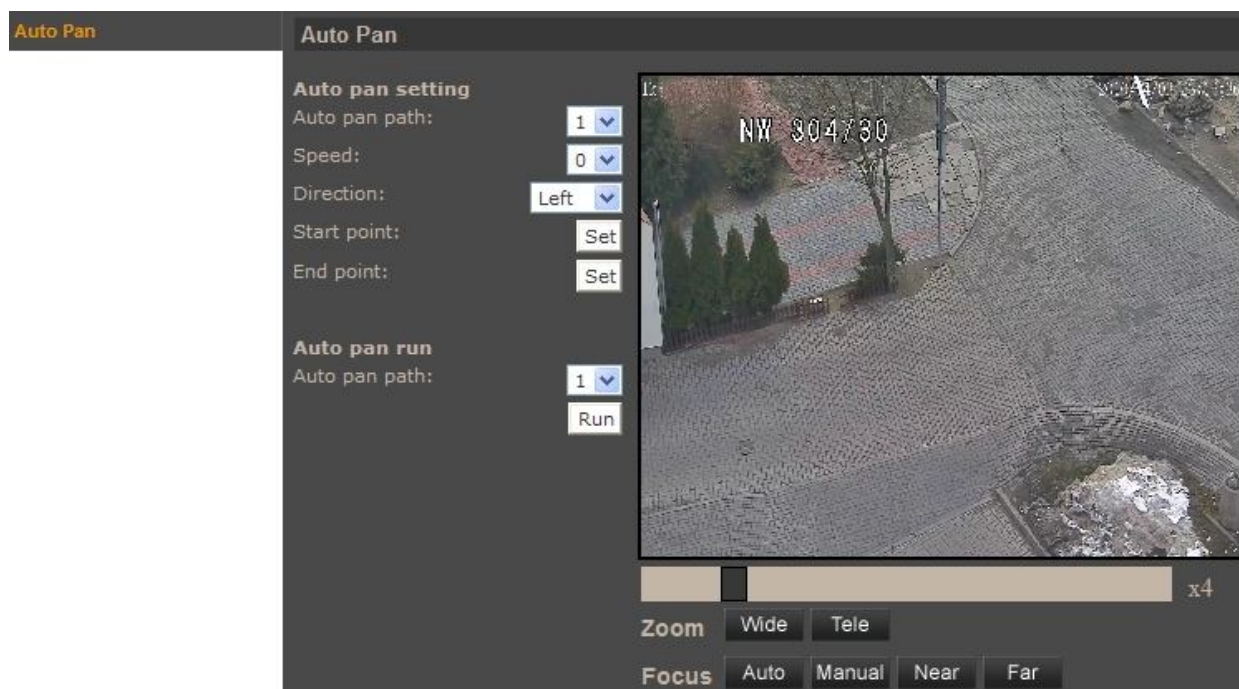 Auto Pan
Auto Pan
Auto pan setting
Auto pan path: 1
Speed: 0
Direction: Left
Start point: Set
End point: Set
Auto pan run
Auto pan path: 1
Run
NW 304/30
x4
Zoom Wide Tele
Focus Auto Manual Near Far